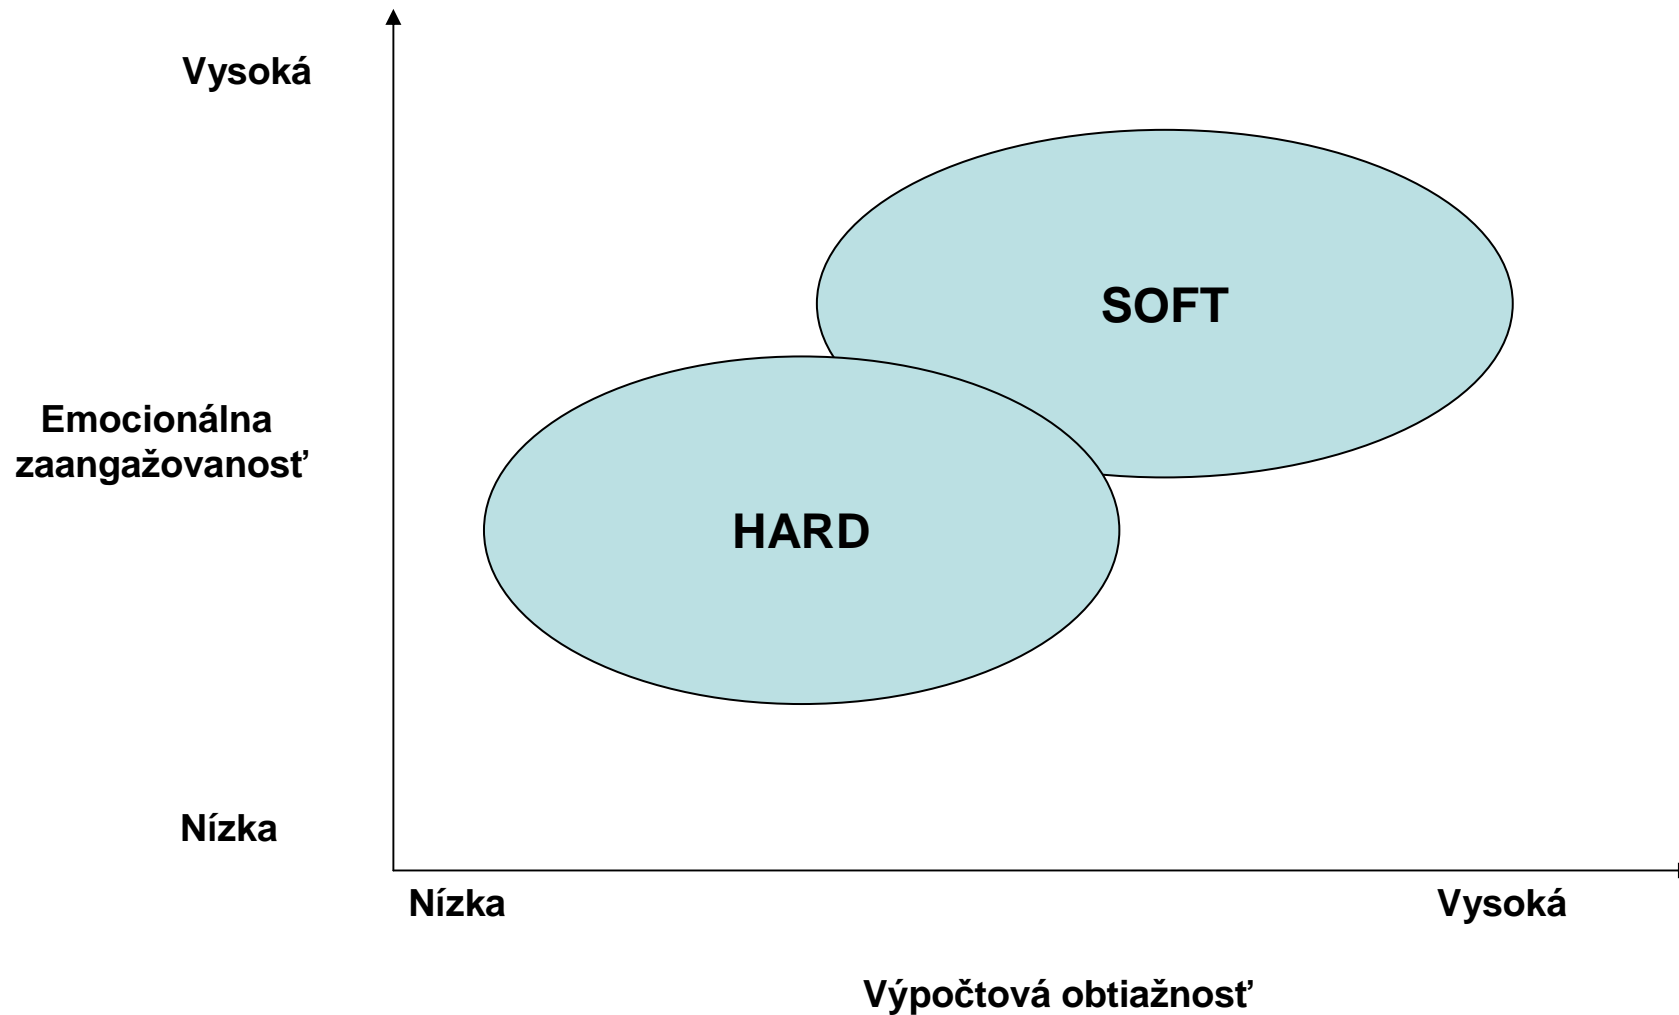 Vysoká
SOFT
Emocionálna
zaangažovanosť
HARD
Nízka
Nízka
Vysoká
Výpočtová obtiažnosť